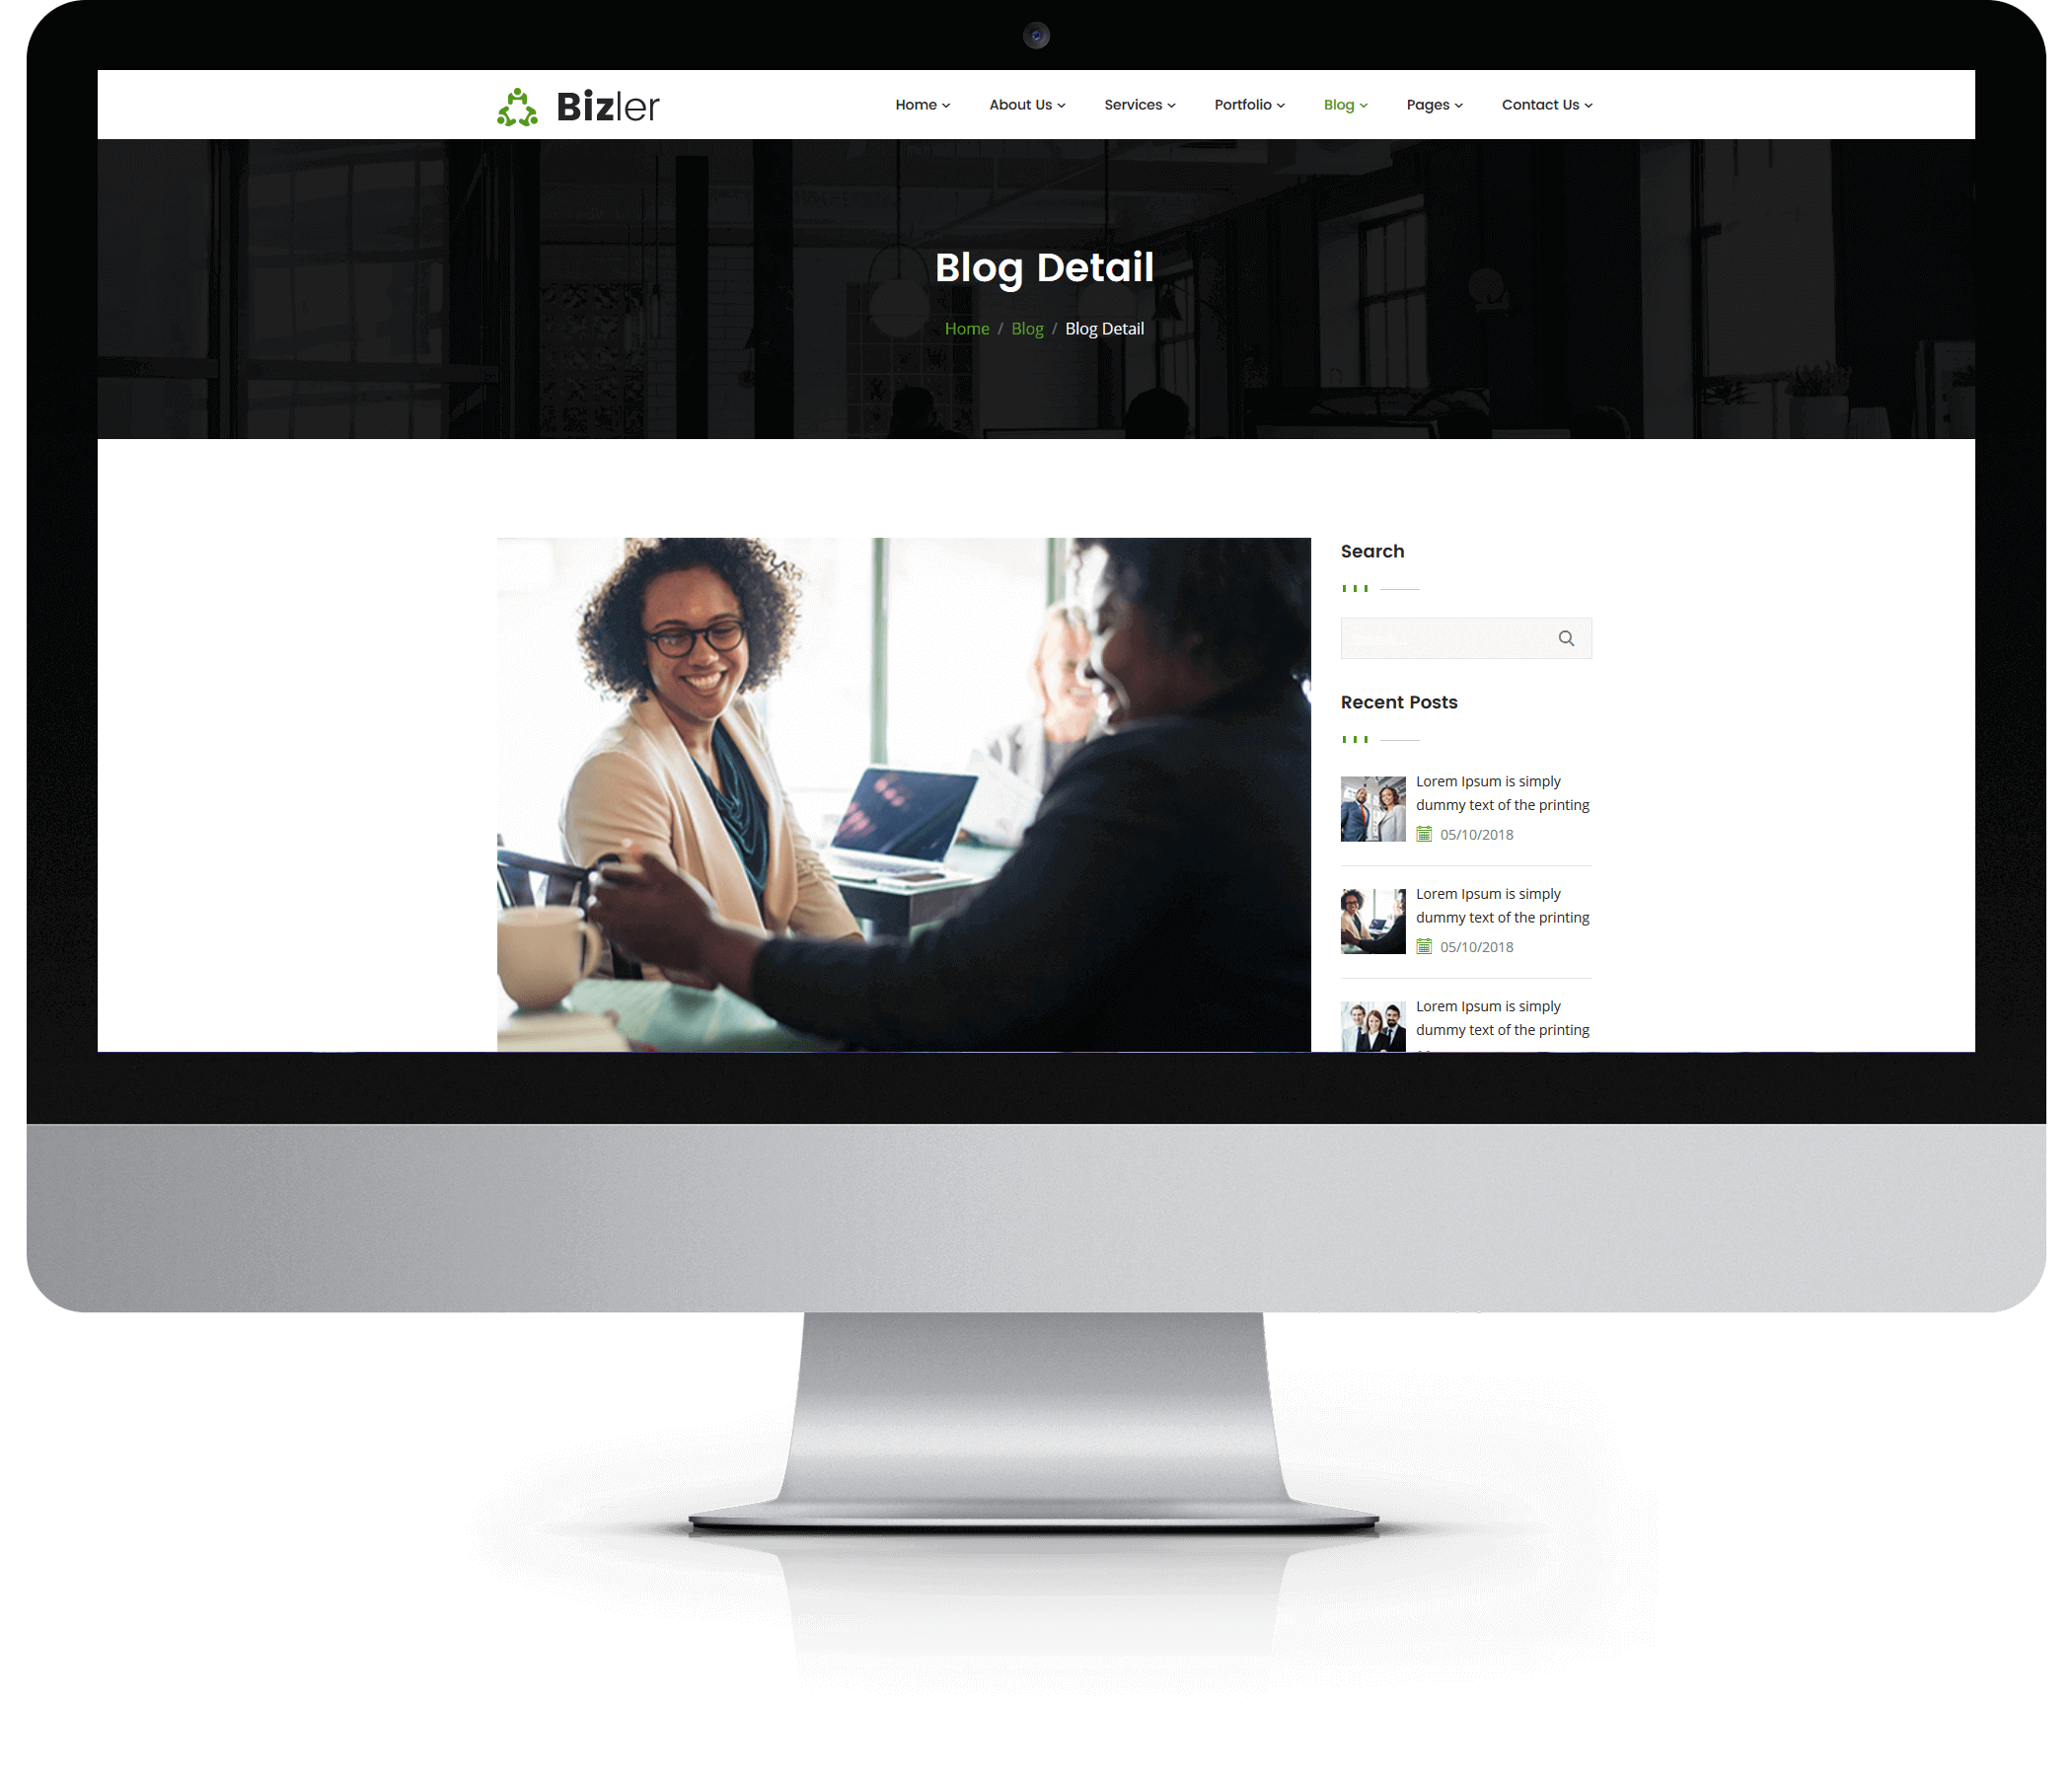 Bizler
Home About Us Services Portfolio Blog Pages Contact Us
Blog Detail
Home / Blog / Blog Detail
Search
Recent Posts
Lorem Ipsum is simply
dummy text of the printing
05/10/2018
Lorem Ipsum is simply
dummy text of the printing
05/10/2018
Lorem Ipsum is simply
dummy text of the printing